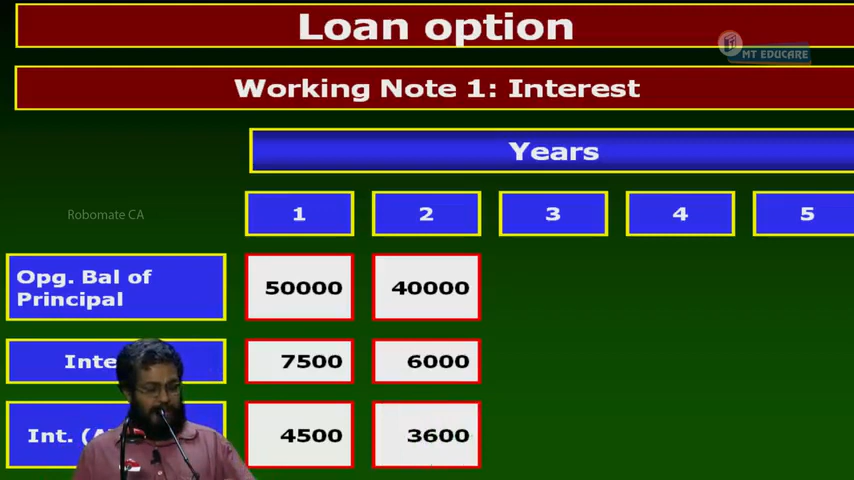 Loan option
MT EDUCARE
Working Note 1: Interest
Years
Robomate CA
1 2 3 4 5
Opg. Bal of
Principal
50000 40000
7500 6000
Int. 4500 3600